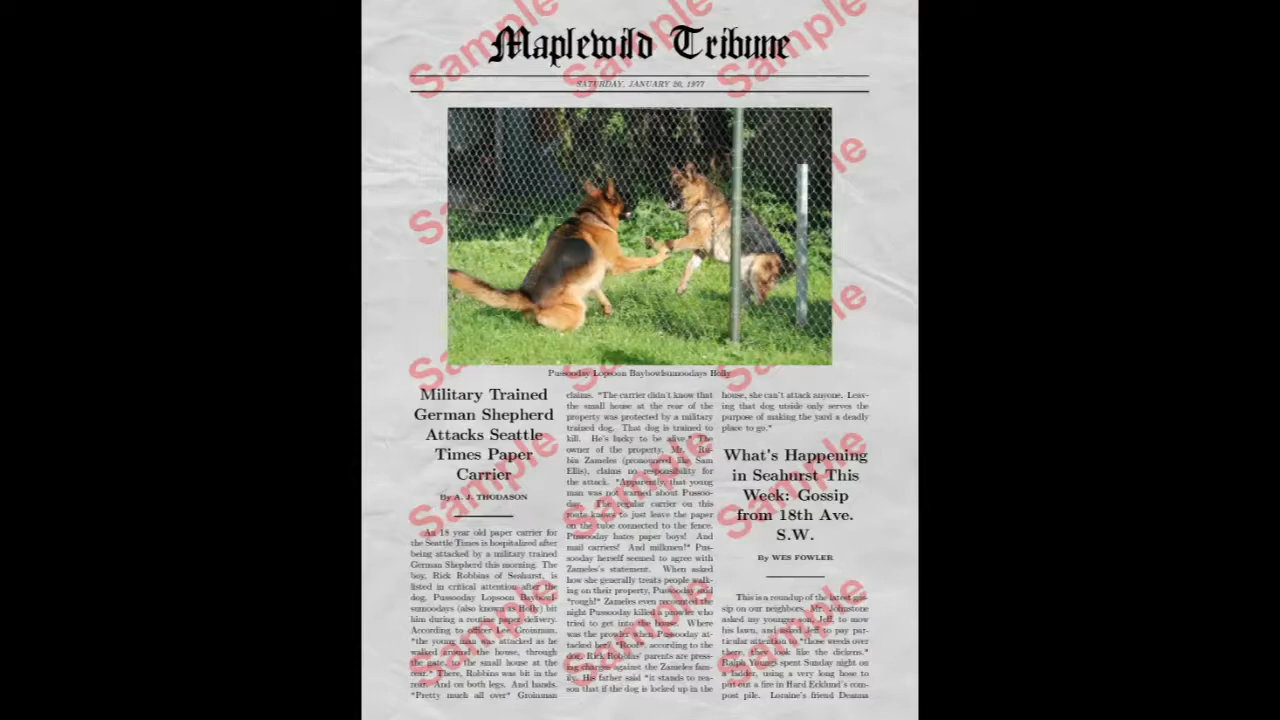 Maplewild Tribune
SATURDAY, JANUARY 26, 1977
Pussooday Lopsoon Baybowlsumoodays Holly
Military Trained
German Shepherd
Attacks Seattle
Times Paper
Carrier
By A. J. THODASON
An 18 year old paper carrier for
the Seattle Times is hospitalized after
being attacked by a military trained
German Shepherd this morning. The
boy, Rick Robbins of Seahurst, is
listed in critical attention after the
dog, Pussooday Lopsoon Baybowl-
sumoodays (also known as Holly) bit
him during a routine paper delivery.
According to officer Lee Groinman,
"the young man was attacked as he
walked around the house, through
the gate, to the small house at the
rear." There, Robbins was bit in the
rear. And on both legs. And hands.
"Pretty much all over" Groinman
claims. "The carrier didn't know that
the small house at the rear of the
property was protected by a military
trained dog. That dog is trained to
kill. He's lucky to be alive." The
owner of the property, Mr. Ru-
bin Zameles (pronounced like Sam
Ellis), claims no responsibility for
the attack. "Apparently, that young
man was not warned about Pussoo-
day. The regular carrier on this
route knows to just leave the paper
on the tube connected to the fence.
Pussooday hates paper boys! And
mail carriers! And milkmen!" Pus-
sooday herself seemed to agree with
Zameles's statement. When asked
how she generally treats people walk-
ing on their property, Pussooday said
"rough!" Zameles even recounted the
night Pussooday killed a prowler who
tried to get into the house. Where
was the prowler when Pussooday at-
tacked her? "Roof", according to the
dog. Rick Robbins' parents are press-
ing charges against the Zameles fam-
ily. His father said "it stands to rea-
son that if the dog is locked up in the
house, she can't attack anyone. Leav-
ing that dog outside only serves the
purpose of making the yard a deadly
place to go."
What's Happening
in Seahurst This
Week: Gossip
from 18th Ave.
S.W.
By WES FOWLER
This is a roundup of the latest gos-
sip on our neighbors. Mr. Johnstone
asked my younger son, Jeff, to mow
his lawn, and asked Jeff to pay par-
ticular attention to "those weeds over
there, they look like the dickens."
Ralph Youngs spent Sunday night on
a ladder, using a very long hose to
put out a fire in Hard Ecklund's com-
post pile. Loraine's friend Deanna